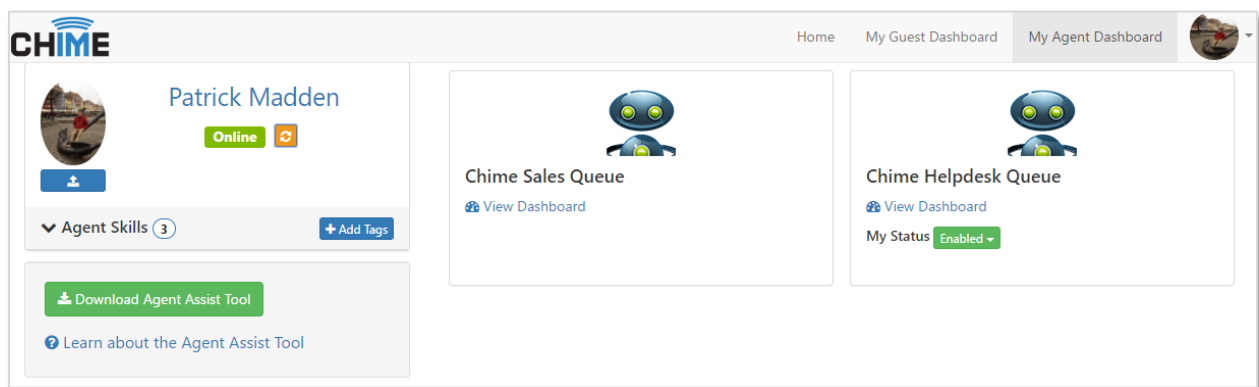 CHIME
Home My Guest Dashboard My Agent Dashboard
Patrick Madden
Online
Agent Skills 3
+ Add Tags
Download Agent Assist Tool
Learn about the Agent Assist Tool
Chime Sales Queue
View Dashboard
Chime Helpdesk Queue
View Dashboard
My Status Enabled